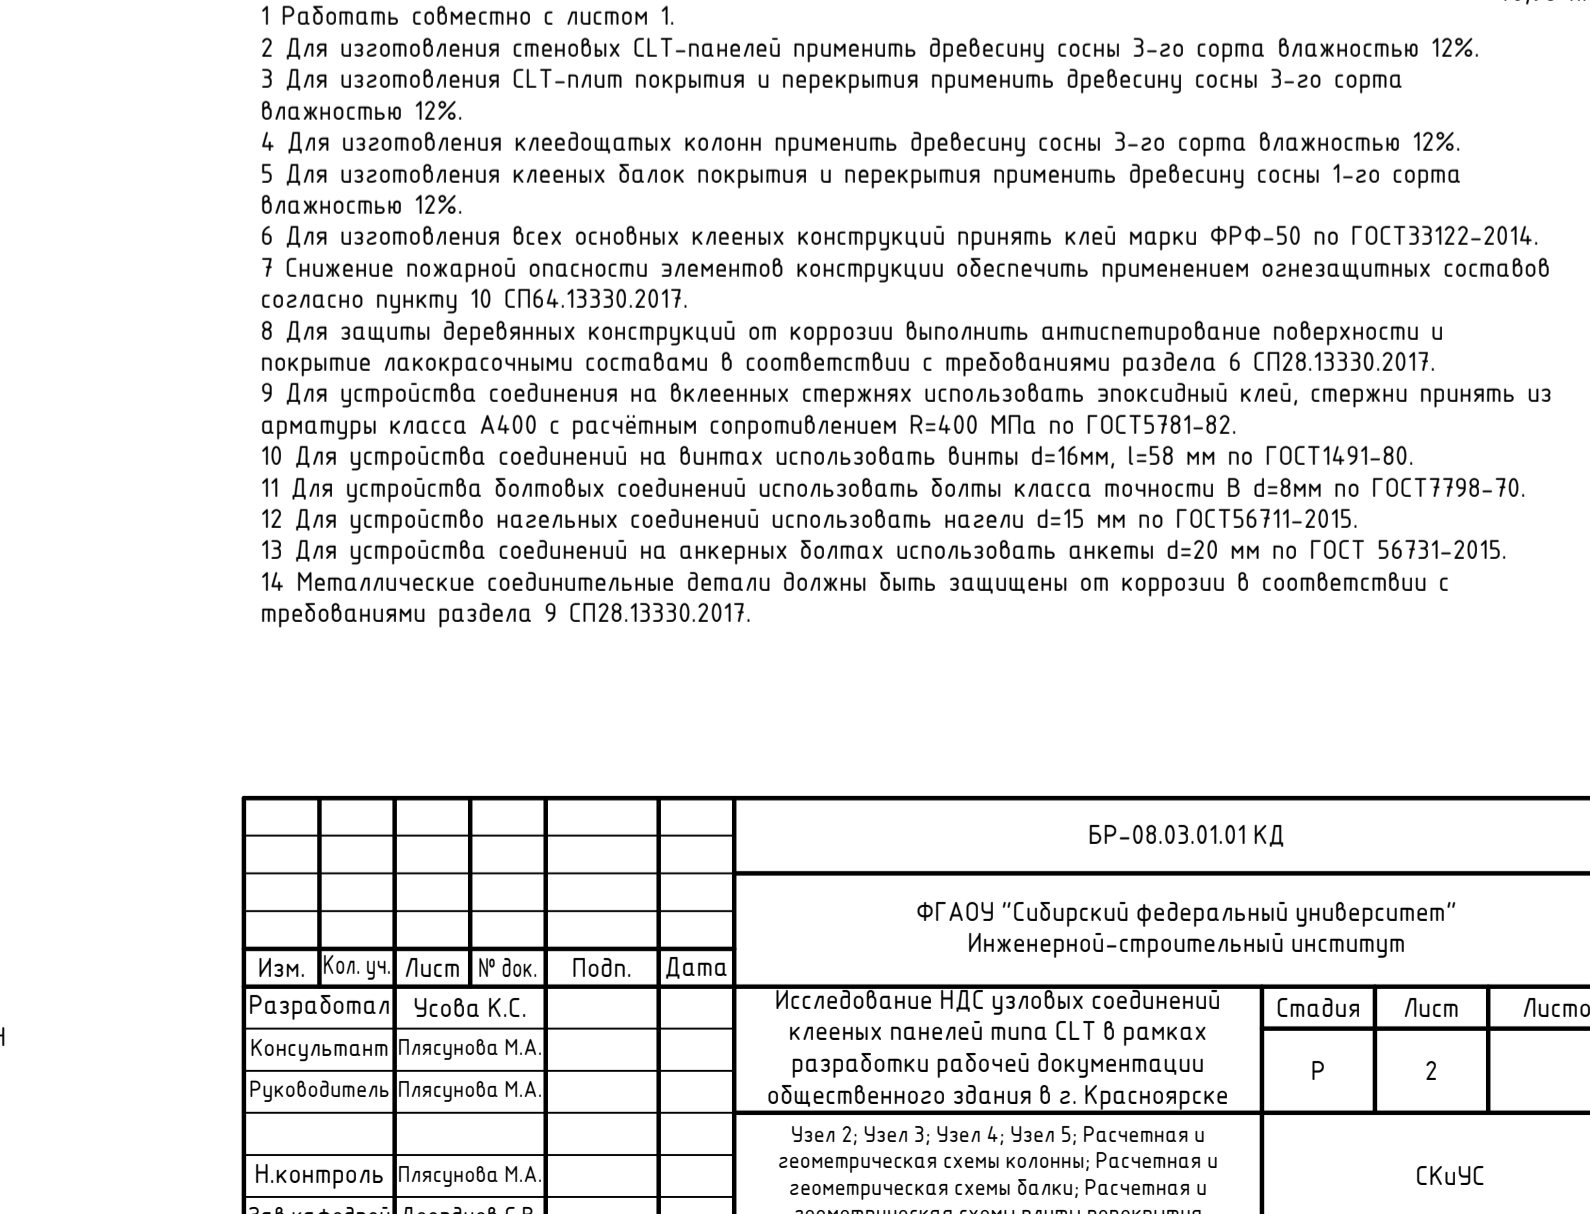 1 Работать совместно с листом 1.
2 Для изготовления стеновых CLT-панелей применить древесину сосны 3-го сорта влажностью 12%.
3 Для изготовления CLT-плит покрытия и перекрытия применить древесину сосны 3-го сорта
влажностью 12%.
4 Для изготовления клеедощатых колонн применить древесину сосны 3-го сорта влажностью 12%.
5 Для изготовления клееных балок покрытия и перекрытия применить древесину сосны 1-го сорта
влажностью 12%.
6 Для изготовления всех основных клееных конструкций принять клей марки ФРФ-50 по ГОСТ33122-2014.
7 Снижение пожарной опасности элементов конструкции обеспечить применением огнезащитных составов
согласно пункту 10 СП64.13330.2017.
8 Для защиты деревянных конструкций от коррозии выполнить антиспетирование поверхности и
покрытие лакокрасочными составами в соответствии с требованиями раздела 6 СП28.13330.2017.
9 Для устройства соединения на вклеенных стержнях использовать эпоксидный клей, стержни принять из
арматуры класса А400 с расчётным сопротивлением R=400 МПа по ГОСТ5781-82.
10 Для устройства соединений на винтах использовать винты d=16мм, l=58 мм по ГОСТ1491-80.
11 Для устройства болтовых соединений использовать болты класса точности В d=8мм по ГОСТ7798-70.
12 Для устройство нагельных соединений использовать нагели d=15 мм по ГОСТ56711-2015.
13 Для устройства соединений на анкерных болтах использовать анкеты d=20 мм по ГОСТ 56731-2015.
14 Металлические соединительные детали должны быть защищены от коррозии в соответствии с
требованиями раздела 9 СП28.13330.2017.
БР-08.03.01.01 КД
ФГАОУ "Сибирский федеральный университет"
Инженерной-строительный институт
Изм. Кол. уч. Лист № док. Подп. Дата
Разработал Усова К.С.
Консультант Плясунова М.А.
Руководитель Плясунова М.А.
Н.контроль Плясунова М.А.
Исследование НДС узловых соединений
клееных панелей типа CLT в рамках
разработки рабочей документации
общественного здания в г. Красноярске
Стадия Лист
Р 2
Узел 2; Узел 3; Узел 4; Узел 5; Расчетная и
геометрическая схемы колонны; Расчетная и
геометрическая схемы балки; Расчетная и
геометрическая схемы плиты перекрытия
СКиУС